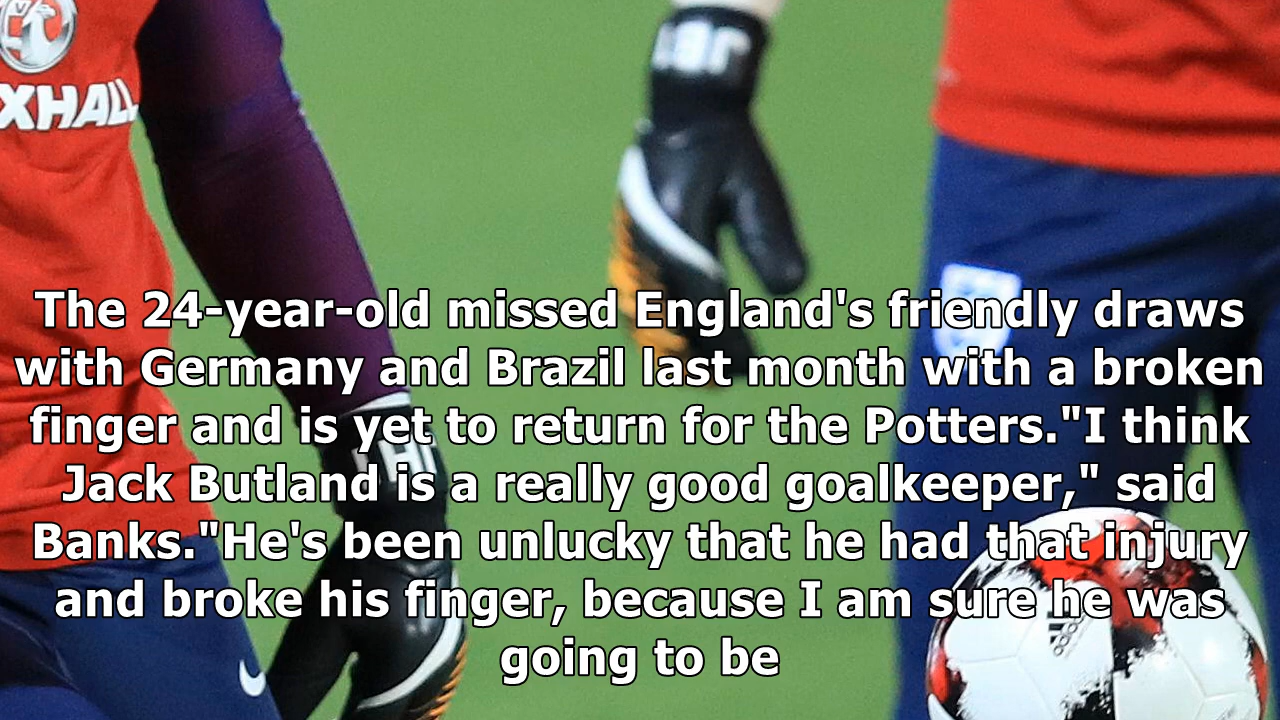 XHALL
The 24-year-old missed England's friendly draws
with Germany and Brazil last month with a broken
finger and is yet to return for the Potters."I think
Jack Butland is a really good goalkeeper," said
Banks."He's been unlucky that he had that injury
and broke his finger, because I am sure he was
going to be
adidas